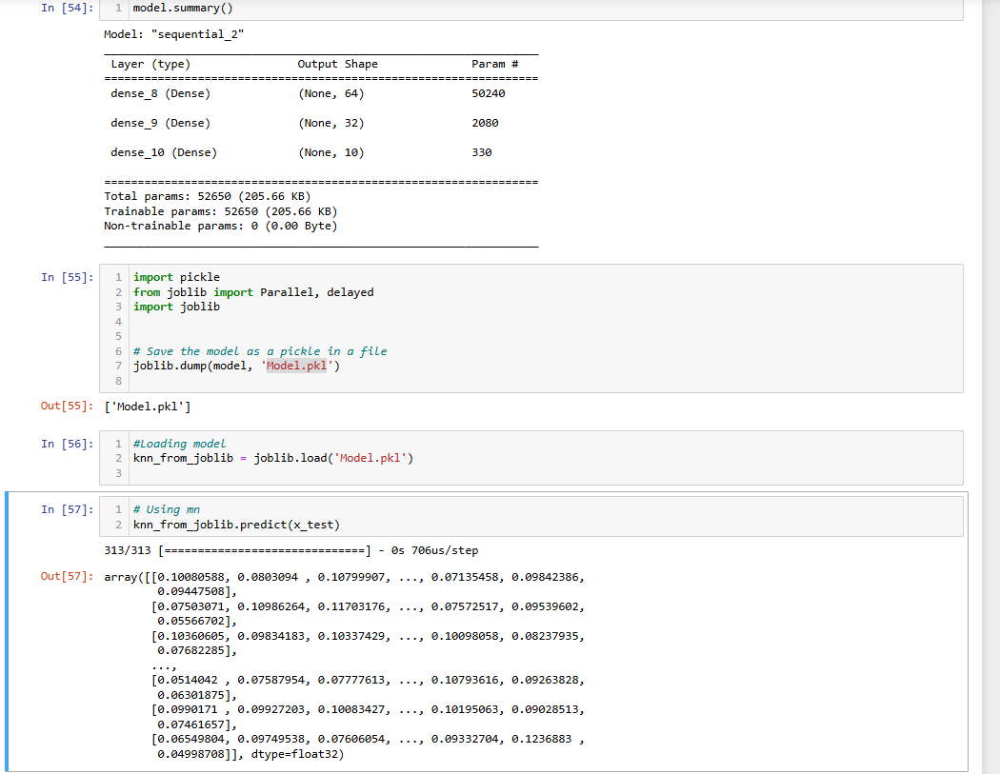 In [54]: 1 model.summary()
Model: "sequential_2"
_________________________________________________________________
Layer (type) Output Shape Param #
=================================================================
dense_8 (Dense) (None, 64) 50240
dense_9 (Dense) (None, 32) 2080
dense_10 (Dense) (None, 10) 330
=================================================================
Total params: 52650 (205.66 KB)
Trainable params: 52650 (205.66 KB)
Non-trainable params: 0 (0.00 Byte)
_________________________________________________________________
In [55]: 1 import pickle
2 from joblib import Parallel, delayed
3 import joblib
4
5
6 # Save the model as a pickle in a file
7 joblib.dump(model, 'Model.pkl')
8
Out[55]: ['Model.pkl']
In [56]: 1 #Loading model
2 knn_from_joblib = joblib.load('Model.pkl')
3
In [57]: 1 # Using mn
2 knn_from_joblib.predict(x_test)
313/313 [==============================] - 0s 706us/step
Out[57]: array([[0.10080588, 0.0803094 , 0.10799907, ..., 0.07135458, 0.09842386,
0.09447508],
[0.07503071, 0.10986264, 0.11703176, ..., 0.07572517, 0.09539602,
0.05566702],
[0.10360605, 0.09834183, 0.10337429, ..., 0.10098058, 0.08237935,
0.07682285],
...,
[0.0514042 , 0.07587954, 0.07777613, ..., 0.10793616, 0.09263828,
0.06301875],
[0.0990171 , 0.09927203, 0.10083427, ..., 0.10195063, 0.09028513,
0.07461657],
[0.06549804, 0.09749538, 0.07606054, ..., 0.09332704, 0.1236883 ,
0.04998708]], dtype=float32)